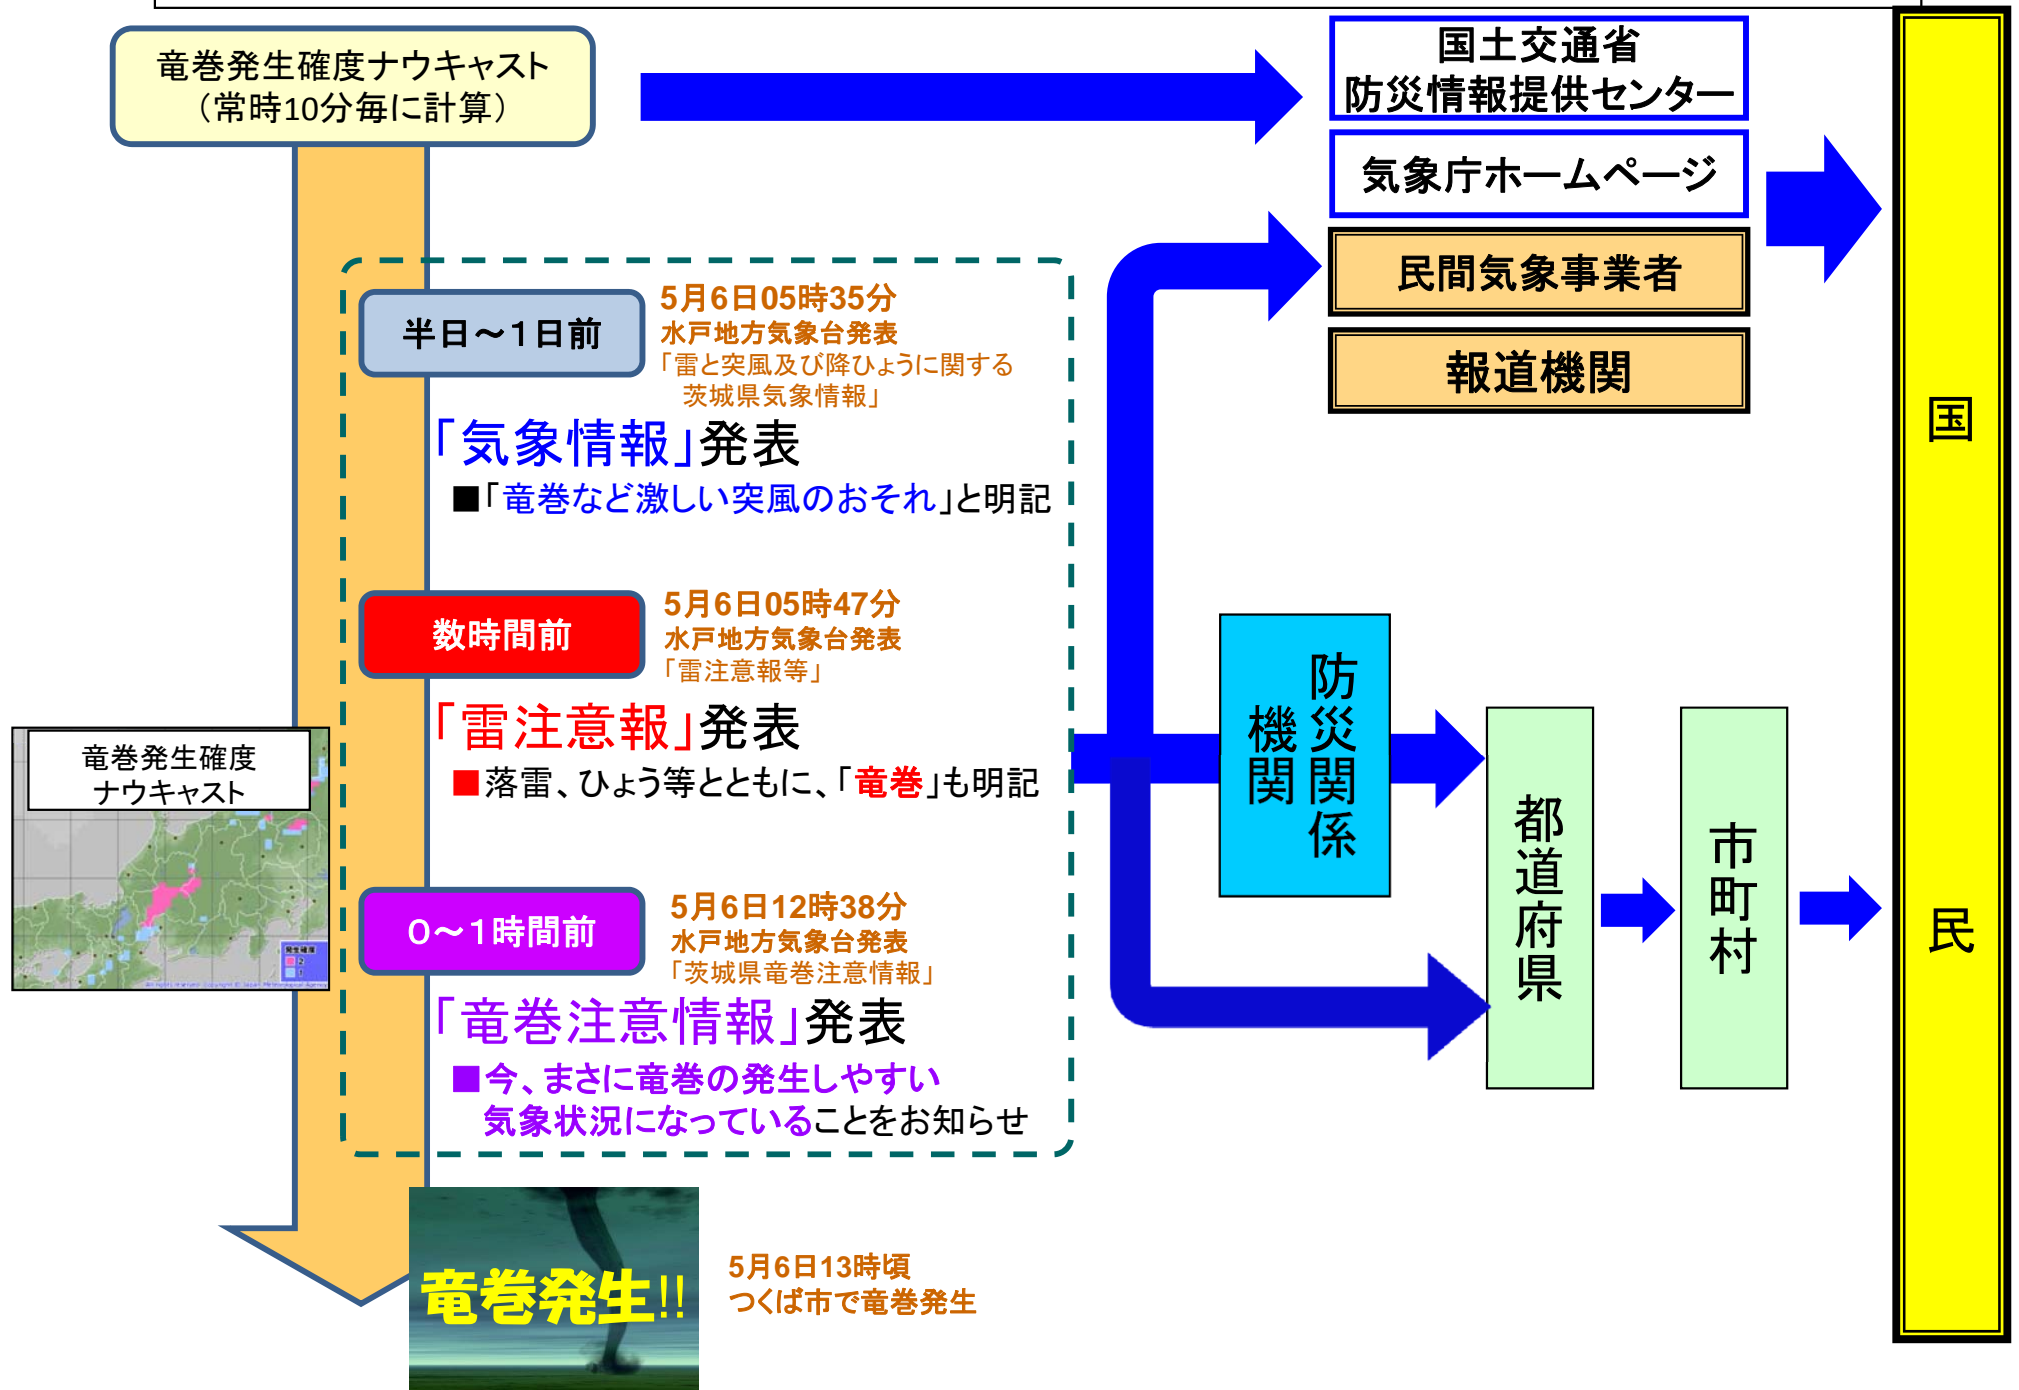 竜巻発生確度ナウキャスト
（常時10分毎に計算）
国土交通省
防災情報提供センター
気象庁ホームページ
民間気象事業者
報道機関
半日～１日前
5月6日05時35分
水戸地方気象台発表
「雷と突風及び降ひょうに関する
茨城県気象情報」
「気象情報」発表
■「竜巻など激しい突風のおそれ」と明記
数時間前
5月6日05時47分
水戸地方気象台発表
「雷注意報等」
「雷注意報」発表
■落雷、ひょう等とともに、「竜巻」も明記
竜巻発生確度
ナウキャスト
発生確度
2
1
０～１時間前
5月6日12時38分
水戸地方気象台発表
「茨城県竜巻注意情報」
「竜巻注意情報」発表
■今、まさに竜巻の発生しやすい
気象状況になっていることをお知らせ
竜巻発生!!
5月6日13時頃
つくば市で竜巻発生
防災関係
機関
都道府県
市町村
国民